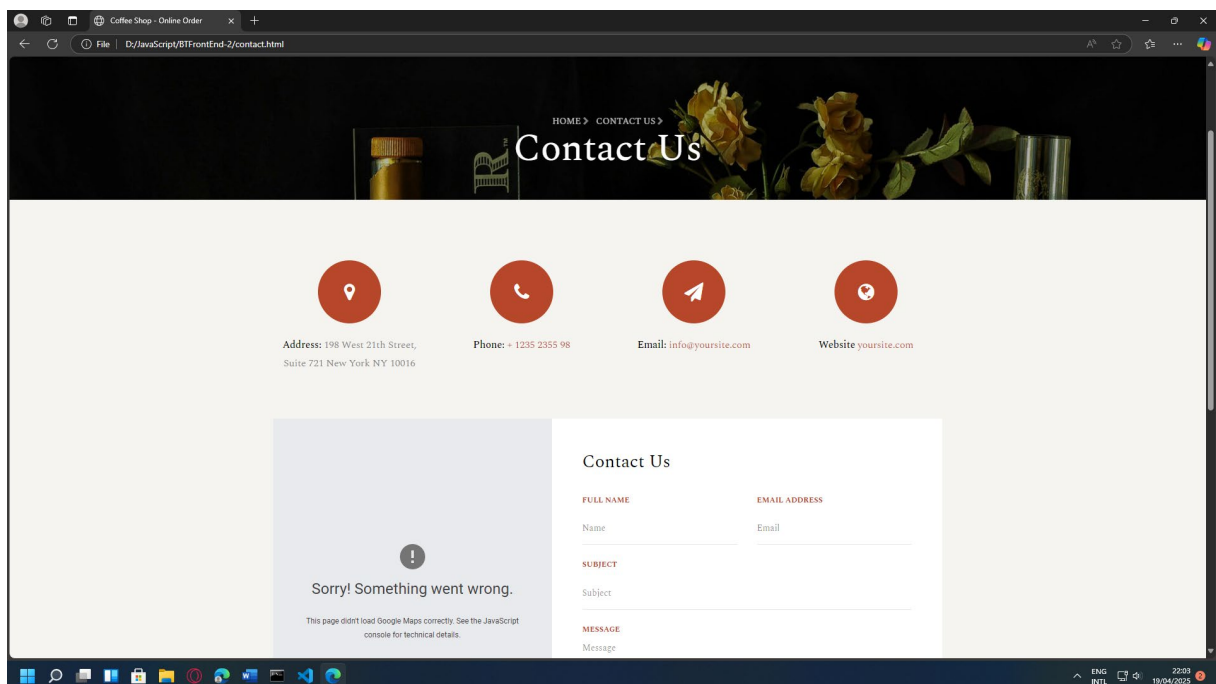 Coffee Shop - Online Order
File D:/JavaScript/BTFrontEnd-2/contact.html
HOME CONTACT US
Contact Us
R
Address: 198 West 21th Street,
Suite 721 New York NY 10016
Phone: + 1235 2355 98
Email: info@yoursite.com
Website yoursite.com
Sorry! Something went wrong.
This page didn't load Google Maps correctly. See the JavaScript
console for technical details.
Contact Us
FULL NAME
Name
EMAIL ADDRESS
Email
SUBJECT
Subject
MESSAGE
Message
ENG
INTL
22:03
19/04/2025
2